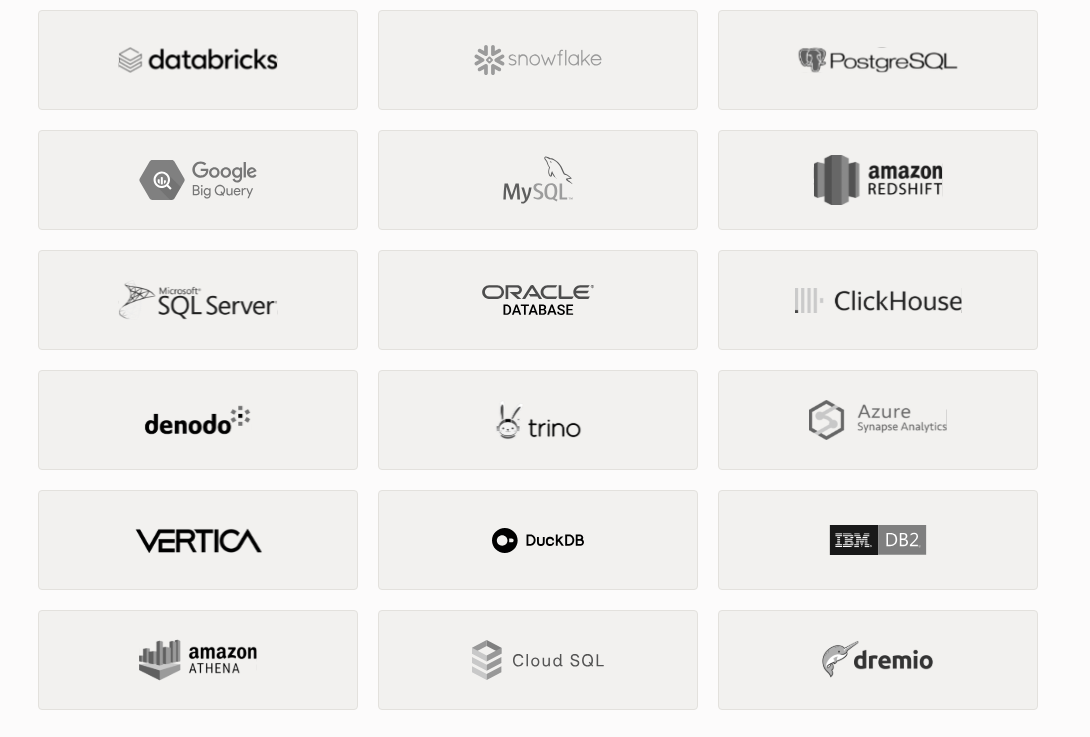 databricks
snowflake
PostgreSQL
Google
Big Query
MySQL
amazon
REDSHIFT
Microsoft®
SQL Server
ORACLE®
DATABASE
ClickHouse
denodo
trino
Azure
Synapse Analytics
VERTICA
DuckDB
IBM DB2
amazon
ATHENA
Cloud SQL
dremio